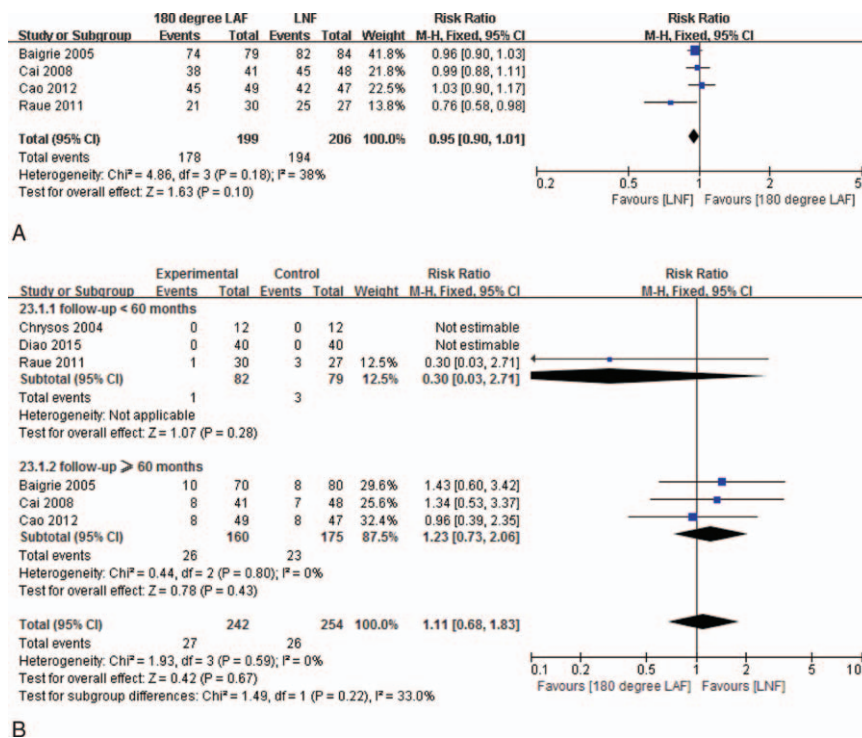 180 degree LAF LNF Risk Ratio Risk Ratio
Study or Subgroup Events Total Events Total Weight M-H, Fixed, 95% CI M-H, Fixed, 95% CI
Baigrie 2005 74 79 82 84 41.8% 0.96 [0.90, 1.03]
Cai 2008 38 41 45 48 21.8% 0.99 [0.88, 1.11]
Cao 2012 45 49 42 47 22.5% 1.03 [0.90, 1.17]
Raue 2011 21 30 25 27 13.8% 0.76 [0.58, 0.98]
Total (95% CI) 199 206 100.0% 0.95 [0.90, 1.01]
Total events 178 194
Heterogeneity: Chi² = 4.86, df = 3 (P = 0.18); I² = 38%
Test for overall effect: Z = 1.63 (P = 0.10)
0.2 0.5 1 2 5
Favours [LNF] Favours [180 degree LAF]
A
Experimental Control Risk Ratio Risk Ratio
Study or Subgroup Events Total Events Total Weight M-H, Fixed, 95% CI M-H, Fixed, 95% CI
23.1.1 follow-up < 60 months
Chrysos 2004 0 12 0 12 Not estimable
Diao 2015 0 40 0 40 Not estimable
Raue 2011 1 30 3 27 12.5% 0.30 [0.03, 2.71]
Subtotal (95% CI) 82 79 12.5% 0.30 [0.03, 2.71]
Total events 1 3
Heterogeneity: Not applicable
Test for overall effect: Z = 1.07 (P = 0.28)
23.1.2 follow-up ⩾ 60 months
Baigrie 2005 10 70 8 80 29.6% 1.43 [0.60, 3.42]
Cai 2008 8 41 7 48 25.6% 1.34 [0.53, 3.37]
Cao 2012 8 49 8 47 32.4% 0.96 [0.39, 2.35]
Subtotal (95% CI) 160 175 87.5% 1.23 [0.73, 2.06]
Total events 26 23
Heterogeneity: Chi² = 0.44, df = 2 (P = 0.80); I² = 0%
Test for overall effect: Z = 0.78 (P = 0.43)
Total (95% CI) 242 254 100.0% 1.11 [0.68, 1.83]
Total events 27 26
Heterogeneity: Chi² = 1.93, df = 3 (P = 0.59); I² = 0%
Test for overall effect: Z = 0.42 (P = 0.67)
Test for subgroup differences: Chi² = 1.49, df = 1 (P = 0.22), I² = 33.0%
0.1 0.2 0.5 1 2 5 10
Favours [180 degree LAF] Favours [LNF]
B